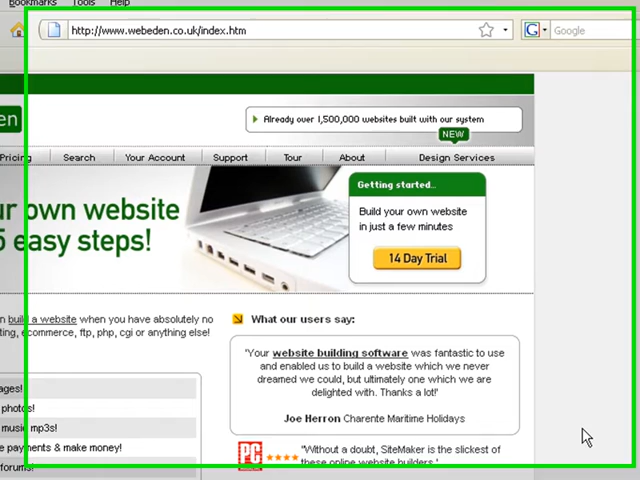 Bookmarks Tools Help
http://www.webeden.co.uk/index.htm
G Google
en
Already over 1,500,000 websites built with our system
NEW
Pricing Search Your Account Support Tour About Design Services
ur own website
5 easy steps!
Getting started...
Build your own website
in just a few minutes
14 Day Trial
n build a website when you have absolutely no
ting, ecommerce, ftp, php, cgi or anything else!
What our users say:
'Your website building software was fantastic to use
and enabled us to build a website which we never
dreamed we could, but ultimately one which we are
delighted with. Thanks a lot!'
Joe Herron Charente Maritime Holidays
ages!
photos!
music mp3s!
e payments & make money!
forums!
PC
"Without a doubt, SiteMaker is the slickest of
these online website builders."